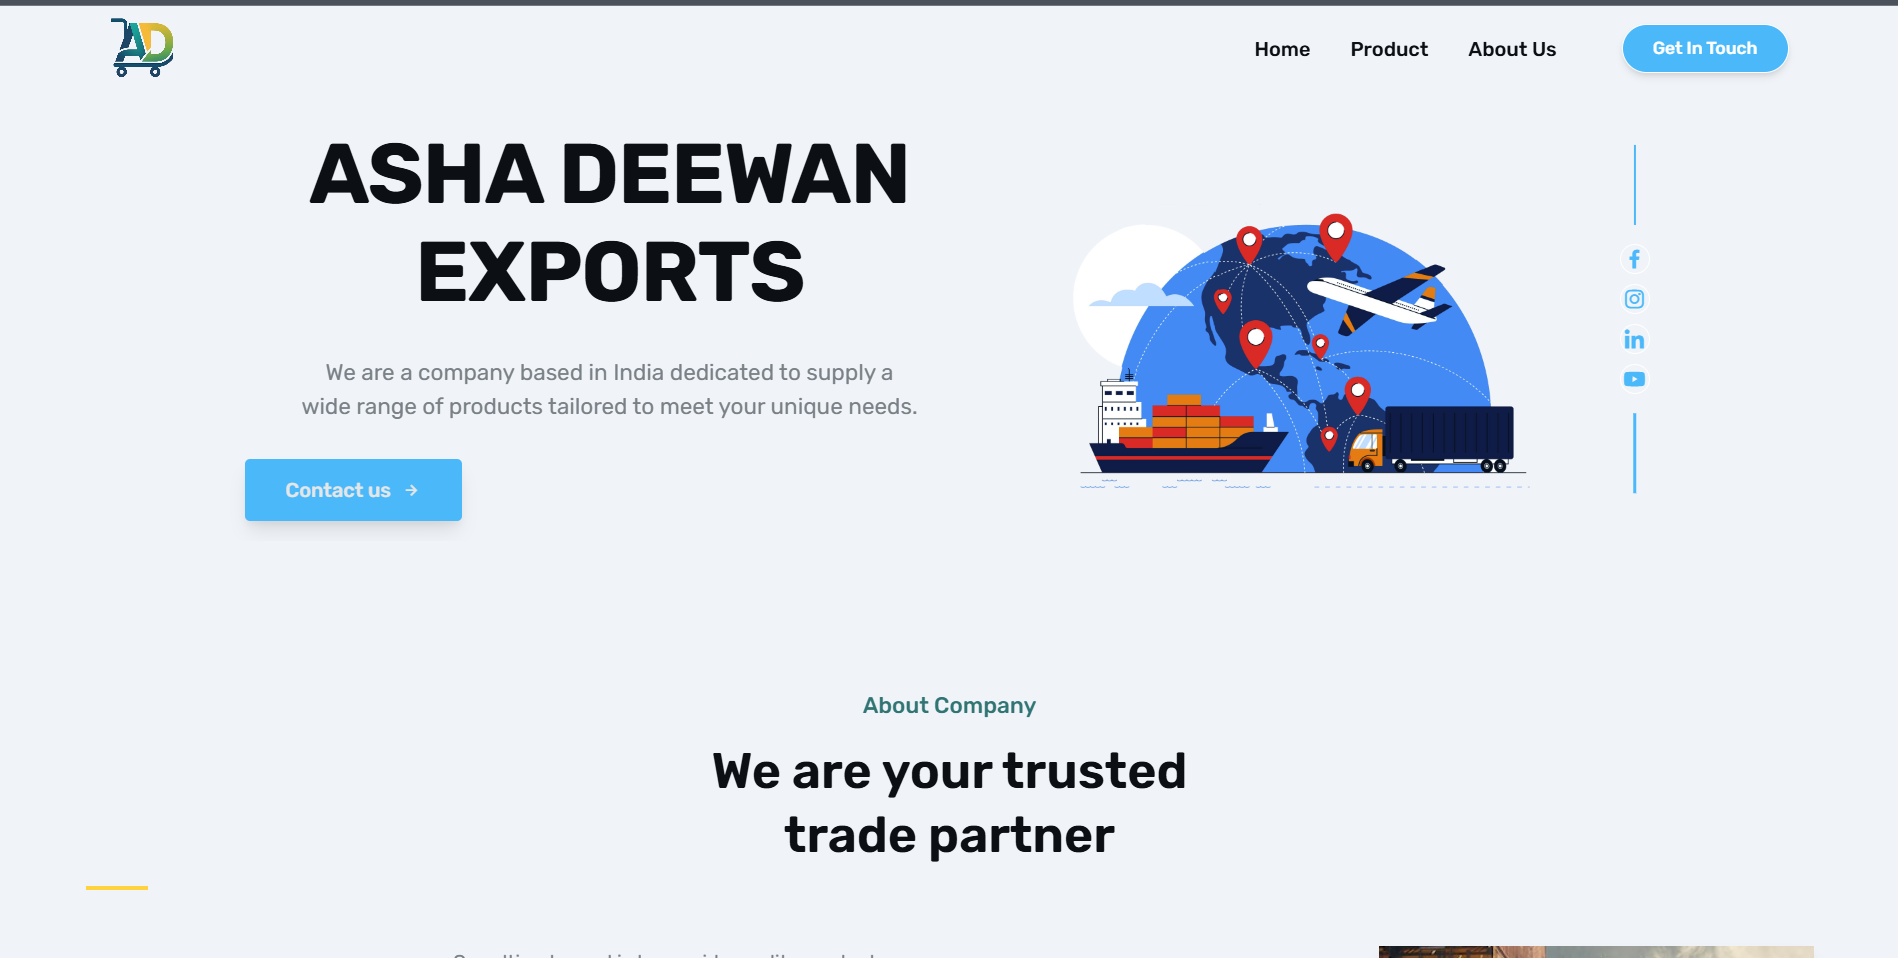 AD
Home
Product
About Us
Get In Touch
ASHA DEEWAN
EXPORTS
We are a company based in India dedicated to supply a
wide range of products tailored to meet your unique needs.
Contact us →
About Company
We are your trusted
trade partner